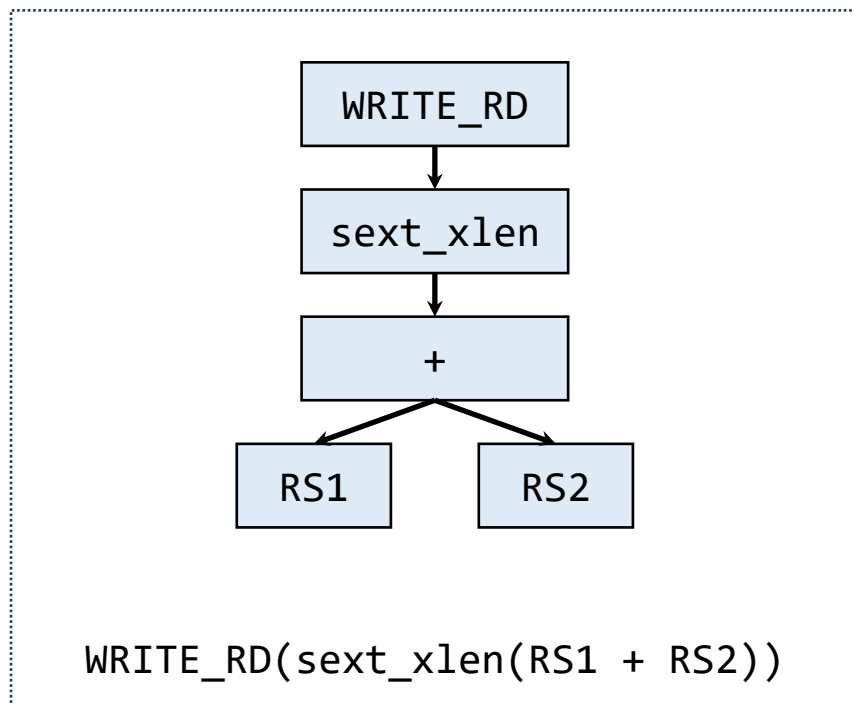 WRITE_RD
sext_xlen
+
RS1 RS2
WRITE_RD(sext_xlen(RS1 + RS2))